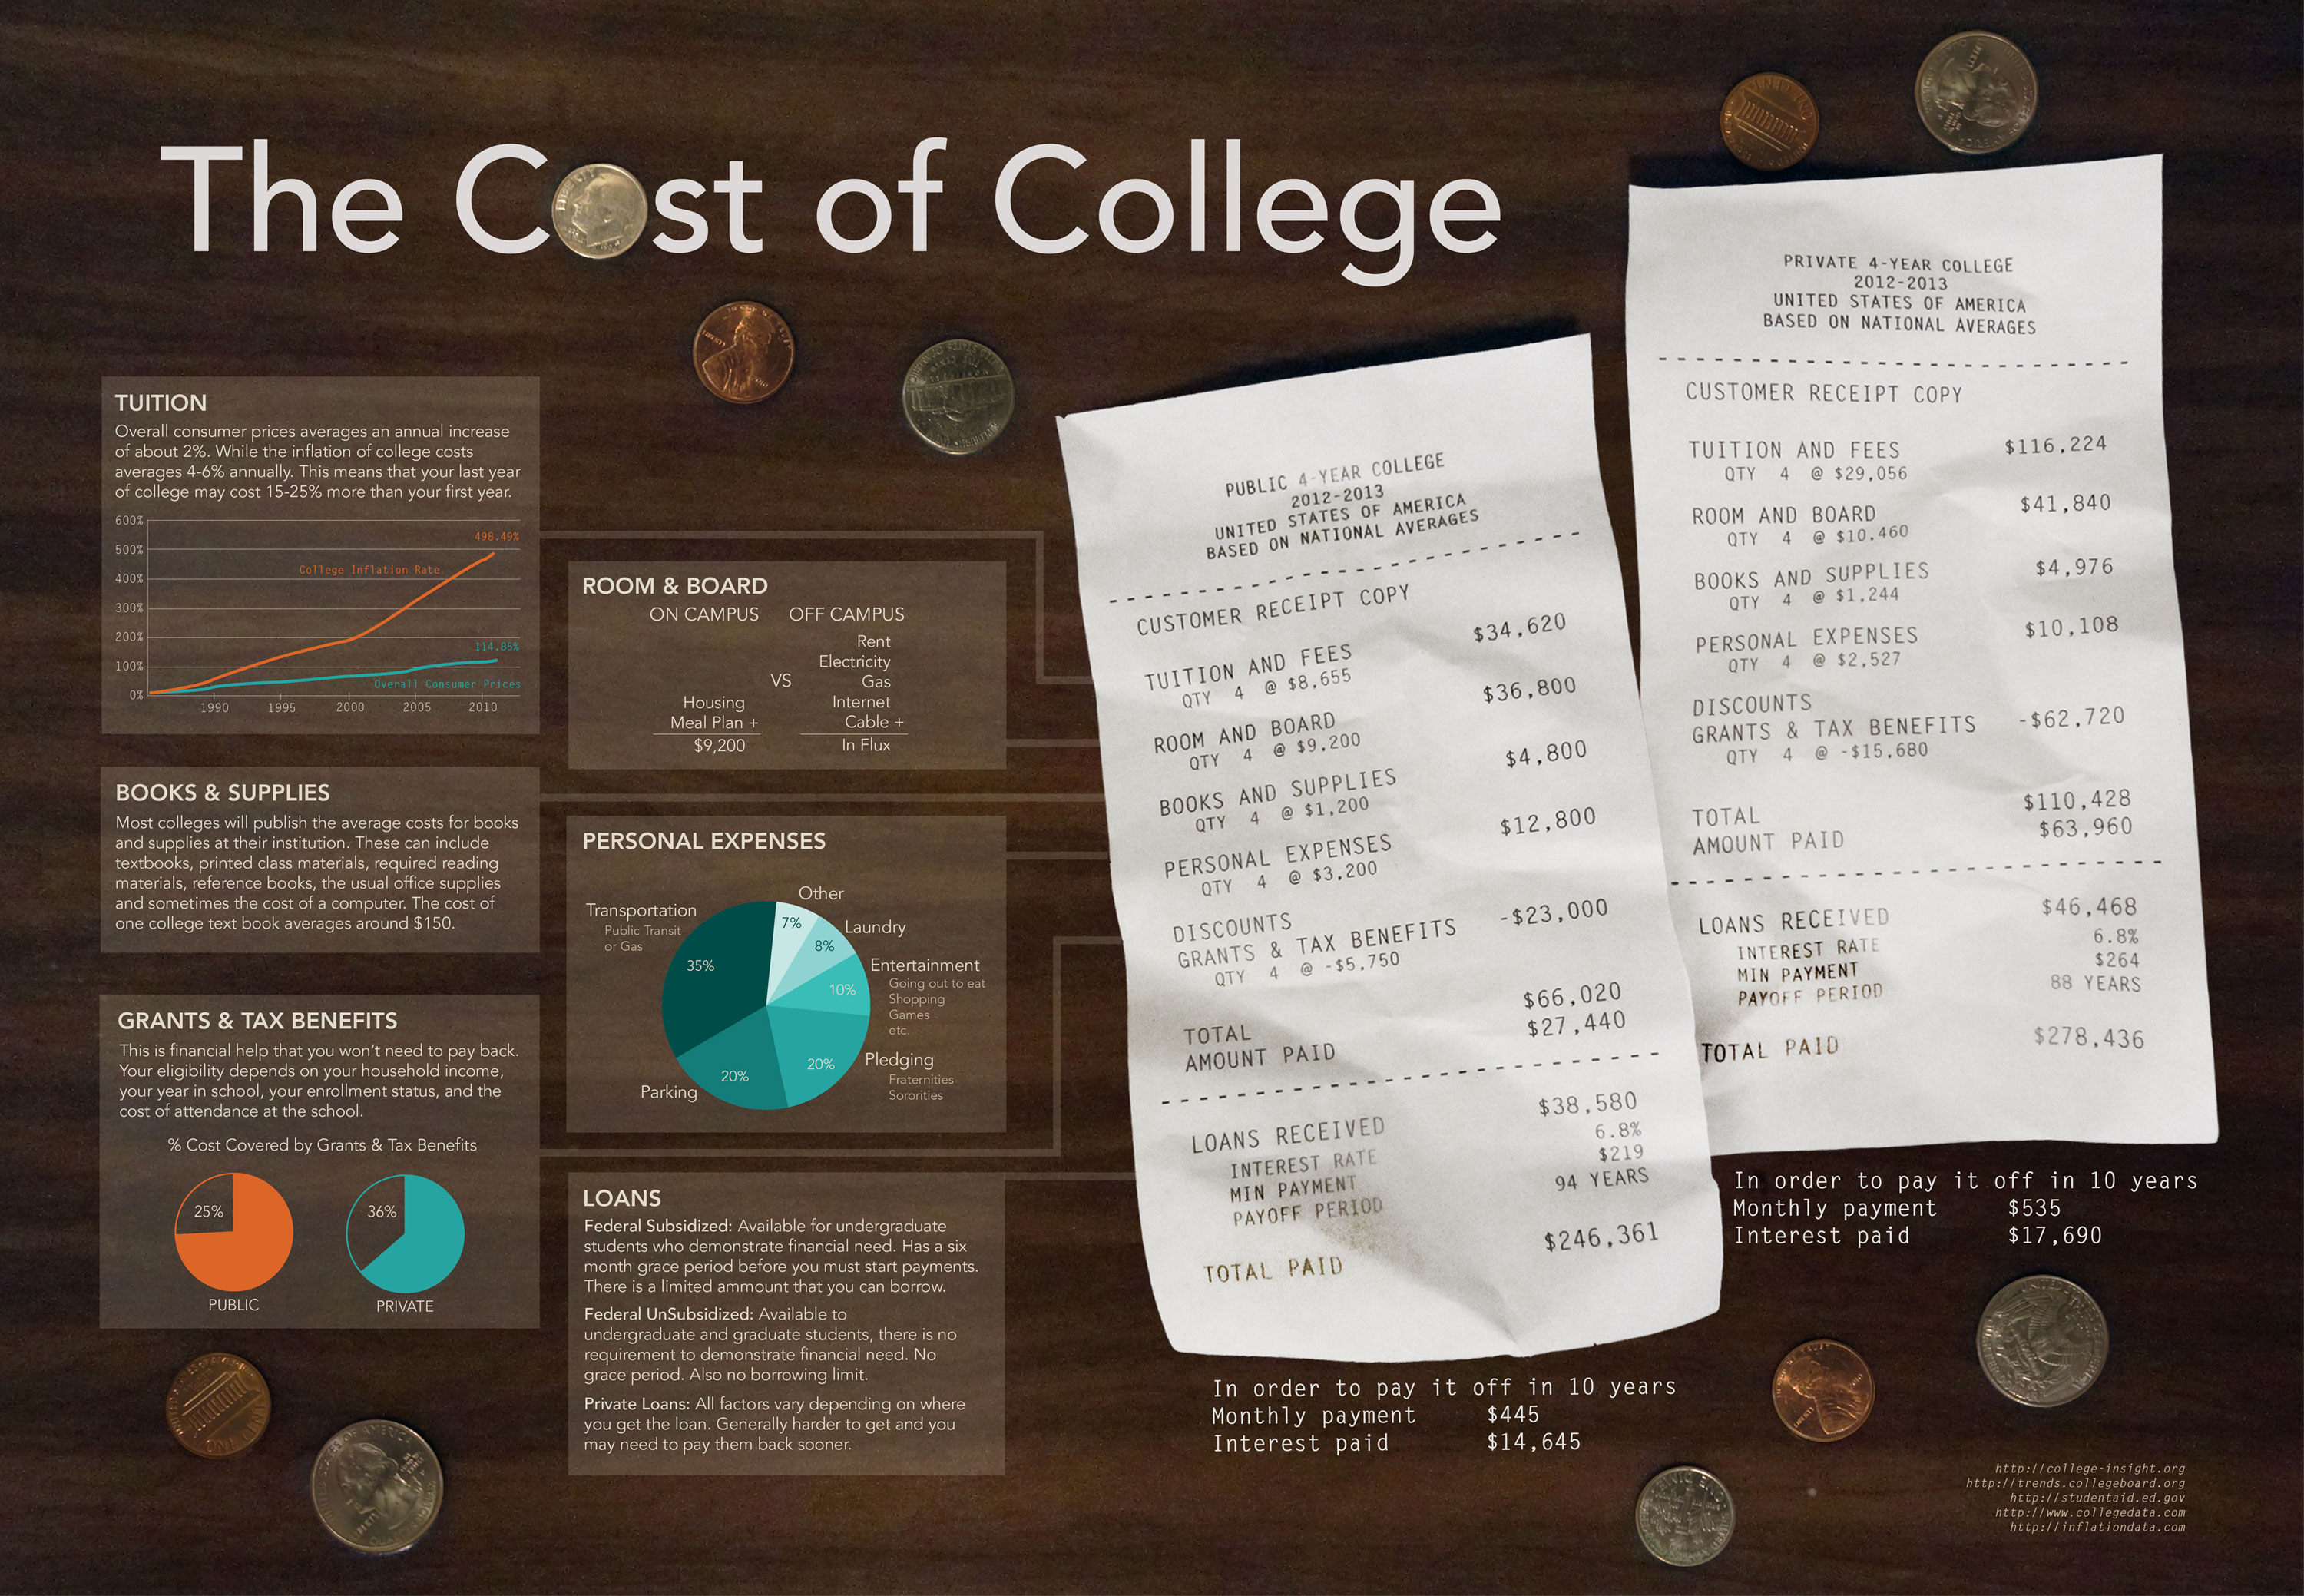 The Cost of College
TUITION
Overall consumer prices averages an annual increase
of about 2%. While the inflation of college costs
averages 4-6% annually. This means that your last year
of college may cost 15-25% more than your first year.
600%
500%
400%
300%
200%
100%
0%
498.49%
College Inflation Rate
114.85%
Overall Consumer Prices
1990 1995 2000 2005 2010
BOOKS & SUPPLIES
Most colleges will publish the average costs for books
and supplies at their institution. These can include
textbooks, printed class materials, required reading
materials, reference books, the usual office supplies
and sometimes the cost of a computer. The cost of
one college text book averages around $150.
GRANTS & TAX BENEFITS
This is financial help that you won't need to pay back.
Your eligibility depends on your household income,
your year in school, your enrollment status, and the
cost of attendance at the school.
% Cost Covered by Grants & Tax Benefits
25%
36%
PUBLIC
PRIVATE
ROOM & BOARD
ON CAMPUS
OFF CAMPUS
VS
Housing
Meal Plan +
$9,200
Rent
Electricity
Gas
Internet
Cable +
In Flux
PERSONAL EXPENSES
Other
7%
Laundry
8%
Entertainment
Going out to eat
Shopping
Games
etc.
10%
Pledging
Fraternities
Sororities
20%
Parking
20%
Transportation
Public Transit
or Gas
35%
LOANS
Federal Subsidized: Available for undergraduate
students who demonstrate financial need. Has a six
month grace period before you must start payments.
There is a limited ammount that you can borrow.
Federal UnSubsidized: Available to
undergraduate and graduate students, there is no
requirement to demonstrate financial need. No
grace period. Also no borrowing limit.
Private Loans: All factors vary depending on where
you get the loan. Generally harder to get and you
may need to pay them back sooner.
PUBLIC 4-YEAR COLLEGE
2012-2013
UNITED STATES OF AMERICA
BASED ON NATIONAL AVERAGES
CUSTOMER RECEIPT COPY
TUITION AND FEES $34,620
QTY 4 @ $8,655
ROOM AND BOARD $36,800
QTY 4 @ $9,200
BOOKS AND SUPPLIES $4,800
QTY 4 @ $1,200
PERSONAL EXPENSES $12,800
QTY 4 @ $3,200
DISCOUNTS
GRANTS & TAX BENEFITS -$23,000
QTY 4 @ -$5,750
TOTAL $66,020
AMOUNT PAID $27,440
LOANS RECEIVED $38,580
INTEREST RATE 6.8%
MIN PAYMENT $219
PAYOFF PERIOD 94 YEARS
TOTAL PAID $246,361
In order to pay it off in 10 years
Monthly payment $445
Interest paid $14,645
PRIVATE 4-YEAR COLLEGE
2012-2013
UNITED STATES OF AMERICA
BASED ON NATIONAL AVERAGES
CUSTOMER RECEIPT COPY
TUITION AND FEES $116,224
QTY 4 @ $29,056
ROOM AND BOARD $41,840
QTY 4 @ $10,460
BOOKS AND SUPPLIES $4,976
QTY 4 @ $1,244
PERSONAL EXPENSES $10,108
QTY 4 @ $2,527
DISCOUNTS
GRANTS & TAX BENEFITS -$62,720
QTY 4 @ -$15,680
TOTAL $110,428
AMOUNT PAID $63,960
LOANS RECEIVED $46,468
INTEREST RATE 6.8%
MIN PAYMENT $264
PAYOFF PERIOD 88 YEARS
TOTAL PAID $278,436
In order to pay it off in 10 years
Monthly payment $535
Interest paid $17,690
http://college-insight.org
http://trends.collegeboard.org
http://studentaid.ed.gov
http://www.collegedata.com
http://inflationdata.com